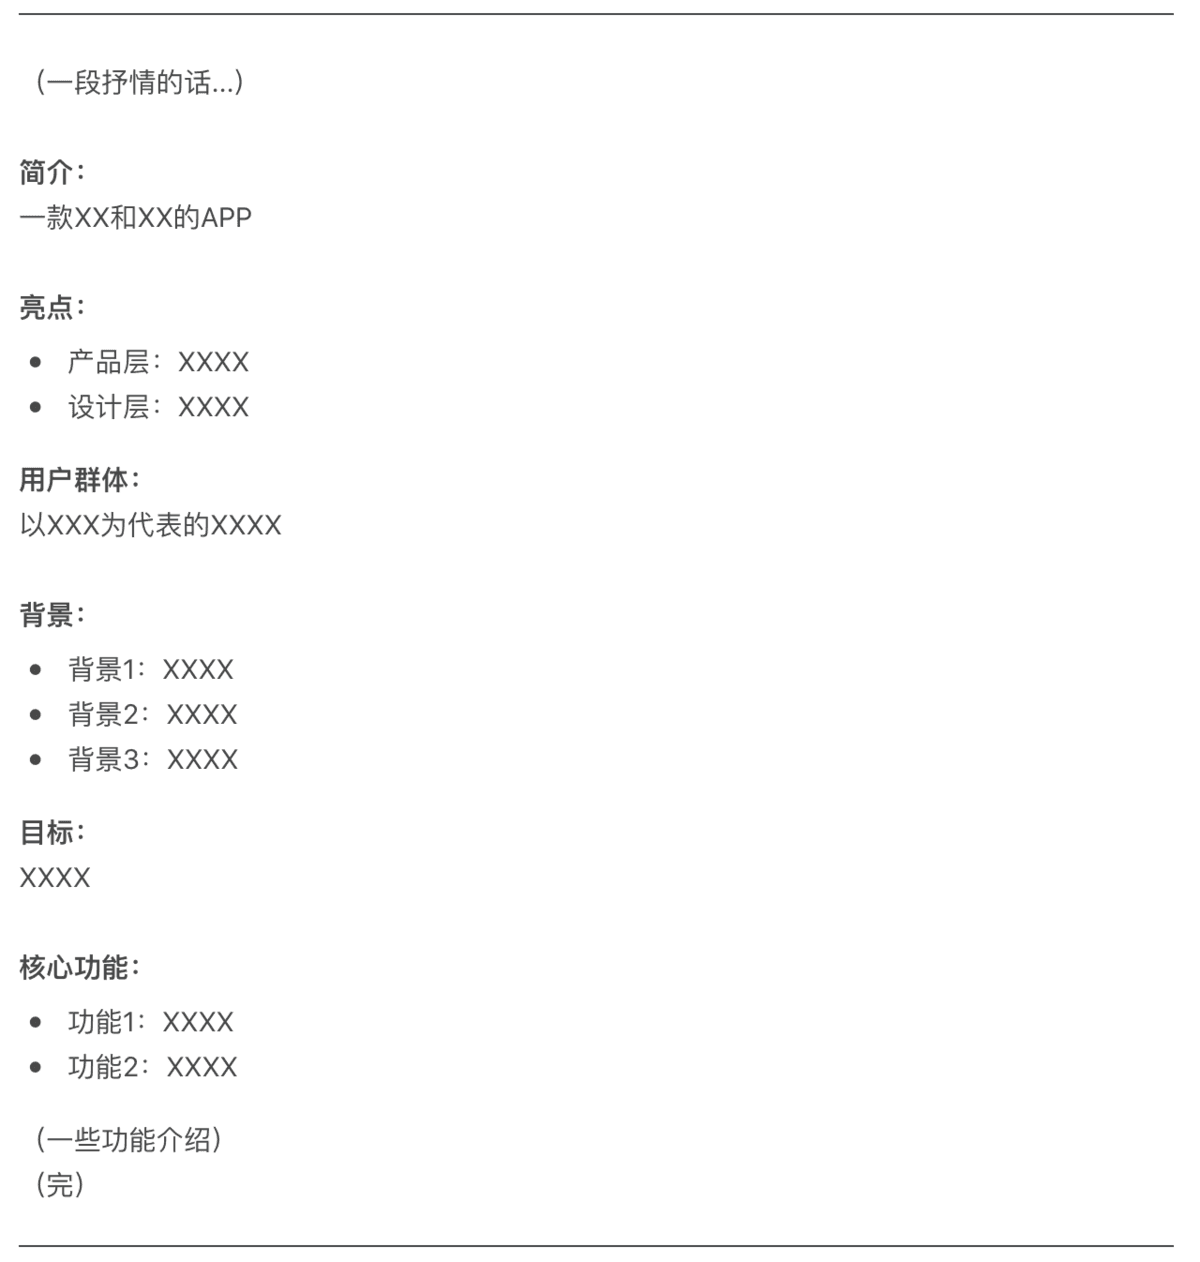 （一段抒情的话...）
简介：
一款XX和XX的APP
亮点：
• 产品层：XXXX
• 设计层：XXXX
用户群体：
以XXX为代表的XXXX
背景：
• 背景1：XXXX
• 背景2：XXXX
• 背景3：XXXX
目标：
XXXX
核心功能：
• 功能1：XXXX
• 功能2：XXXX
（一些功能介绍）
（完）